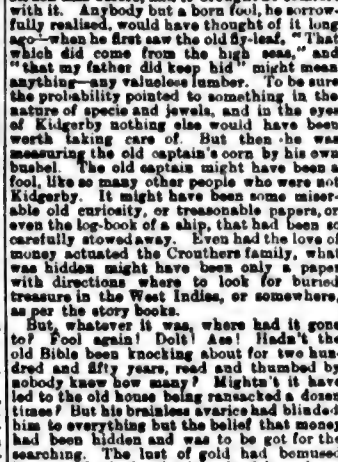 with it. Anybody but a born fool, he sorrow-
fully realised, would have thought of it long
ago—when he first saw the old fly-leaf. "That
which did come from the high seas," and
"that my father did keep hid" might mean
anything—any valueless lumber. To be sure
the probability pointed to something in the
nature of specie and jewels, and in the eyes
of Kidgerby nothing else would have been
worth taking care of. But then he was
measuring the old captain's corn by his own
bushel. The old captain might have been a
fool, like so many other people who were not
Kidgerby. It might have been some miser-
able old curiosity, or treasonable papers, or
even the log-book of a ship, that had been so
carefully stowed away. Even had the love of
money actuated the Crouthers family, what
was hidden might have been only a paper
with directions where to look for buried
treasure in the West Indies, or somewhere,
as per the story books.
But, whatever it was, where had it gone
to? Fool again! Dolt! Ass! Hadn't the
old Bible been knocking about for two hun-
dred and fifty years, read and thumbed by
nobody knew how many? Mightn't it have
led to the old house being ransacked a dozen
times? But his brainless avarice had blinded
him to everything but the belief that money
had been hidden and was to be got for the
searching. The lust of gold had bemused